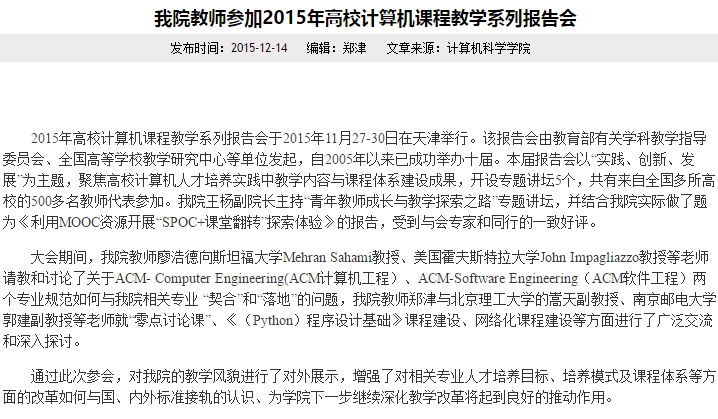 我院教师参加2015年高校计算机课程教学系列报告会
发布时间：2015-12-14 编辑：郑津 文章来源：计算机科学学院
2015年高校计算机课程教学系列报告会于2015年11月27-30日在天津举行。该报告会由教育部有关学科教学指导
委员会、全国高等学校教学研究中心等单位发起，自2005年以来已成功举办十届。本届报告会以“实践、创新、发
展”为主题，聚焦高校计算机人才培养实践中教学内容与课程体系建设成果，开设专题讲坛5个，共有来自全国多所高
校的500多名教师代表参加。我院王杨副院长主持“青年教师成长与教学探索之路”专题讲坛，并结合我院实际做了题
为《利用MOOC资源开展“SPOC+课堂翻转”探索体验》的报告，受到与会专家和同行的一致好评。
大会期间，我院教师廖浩德向斯坦福大学Mehran Sahami教授、美国霍夫斯特拉大学John Impagliazzo教授等老师
请教和讨论了关于ACM- Computer Engineering(ACM计算机工程）、ACM-Software Engineering（ACM软件工程）两
个专业规范如何与我院相关专业 “契合”和“落地”的问题，我院教师郑津与北京理工大学的嵩天副教授、南京邮电大学
郭建副教授等老师就“零点讨论课”、《（Python）程序设计基础》课程建设、网络化课程建设等方面进行了广泛交流
和深入探讨。
通过此次参会，对我院的教学风貌进行了对外展示，增强了对相关专业人才培养目标、培养模式及课程体系等方
面的改革如何与国、内外标准接轨的认识、为学院下一步继续深化教学改革将起到良好的推动作用。